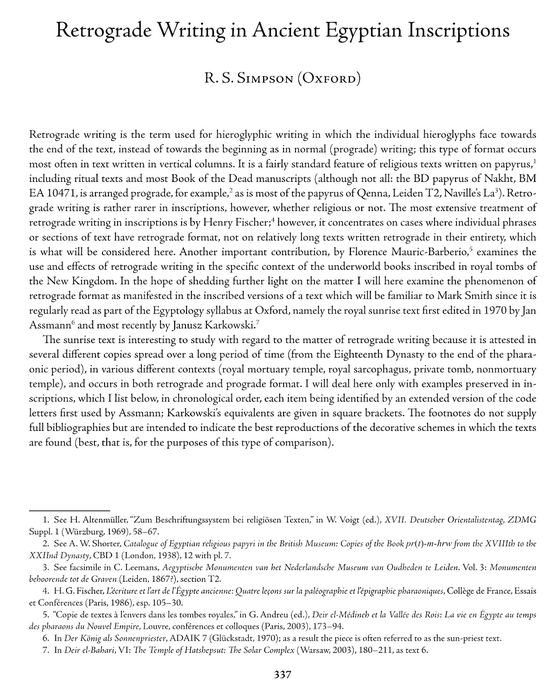 Retrograde Writing in Ancient Egyptian Inscriptions
R. S. Simpson (Oxford)
Retrograde writing is the term used for hieroglyphic writing in which the individual hieroglyphs face towards
the end of the text, instead of towards the beginning as in normal (prograde) writing; this type of format occurs
most often in text written in vertical columns. It is a fairly standard feature of religious texts written on papyrus,1
including ritual texts and most Book of the Dead manuscripts (although not all: the BD papyrus of Nakht, BM
EA 10471, is arranged prograde, for example,2 as is most of the papyrus of Qenna, Leiden T2, Naville's La3). Retro-
grade writing is rather rarer in inscriptions, however, whether religious or not. The most extensive treatment of
retrograde writing in inscriptions is by Henry Fischer;4 however, it concentrates on cases where individual phrases
or sections of text have retrograde format, not on relatively long texts written retrograde in their entirety, which
is what will be considered here. Another important contribution, by Florence Mauric-Barberio,5 examines the
use and effects of retrograde writing in the specific context of the underworld books inscribed in royal tombs of
the New Kingdom. In the hope of shedding further light on the matter I will here examine the phenomenon of
retrograde format as manifested in the inscribed versions of a text which will be familiar to Mark Smith since it is
regularly read as part of the Egyptology syllabus at Oxford, namely the royal sunrise text first edited in 1970 by Jan
Assmann6 and most recently by Janusz Karkowski.7
The sunrise text is interesting to study with regard to the matter of retrograde writing because it is attested in
several different copies spread over a long period of time (from the Eighteenth Dynasty to the end of the phara-
onic period), in various different contexts (royal mortuary temple, royal sarcophagus, private tomb, nonmortuary
temple), and occurs in both retrograde and prograde format. I will deal here only with examples preserved in in-
scriptions, which I list below, in chronological order, each item being identified by an extended version of the code
letters first used by Assmann; Karkowski's equivalents are given in square brackets. The footnotes do not supply
full bibliographies but are intended to indicate the best reproductions of the decorative schemes in which the texts
are found (best, that is, for the purposes of this type of comparison).
1. See H. Altenmüller, "Zum Beschriftungssystem bei religiösen Texten," in W. Voigt (ed.), XVII. Deutscher Orientalistentag, ZDMG
Suppl. 1 (Würzburg, 1969), 58–67.
2. See A. W. Shorter, Catalogue of Egyptian religious papyri in the British Museum: Copies of the Book pr(t)-m-hrw from the XVIIIth to the
XXIInd Dynasty, CBD 1 (London, 1938), 12 with pl. 7.
3. See facsimile in C. Leemans, Aegyptische Monumenten van het Nederlandsche Museum van Oudheden te Leiden. Vol. 3: Monumenten
behoorende tot de Graven (Leiden, 1867?), section T2.
4. H. G. Fischer, L'écriture et l'art de l'Égypte ancienne: Quatre leçons sur la paléographie et l'épigraphie pharaoniques, Collège de France, Essais
et Conférences (Paris, 1986), esp. 105–30.
5. "Copie de textes à l'envers dans les tombes royales," in G. Andreu (ed.), Deir el-Médineh et la Vallée des Rois: La vie en Égypte au temps
des pharaons du Nouvel Empire, Louvre, conférences et colloques (Paris, 2003), 173–94.
6. In Der König als Sonnenpriester, ADAIK 7 (Glückstadt, 1970); as a result the piece is often referred to as the sun-priest text.
7. In Deir el-Bahari, VI: The Temple of Hatshepsut: The Solar Complex (Warsaw, 2003), 180–211, as text 6.
337